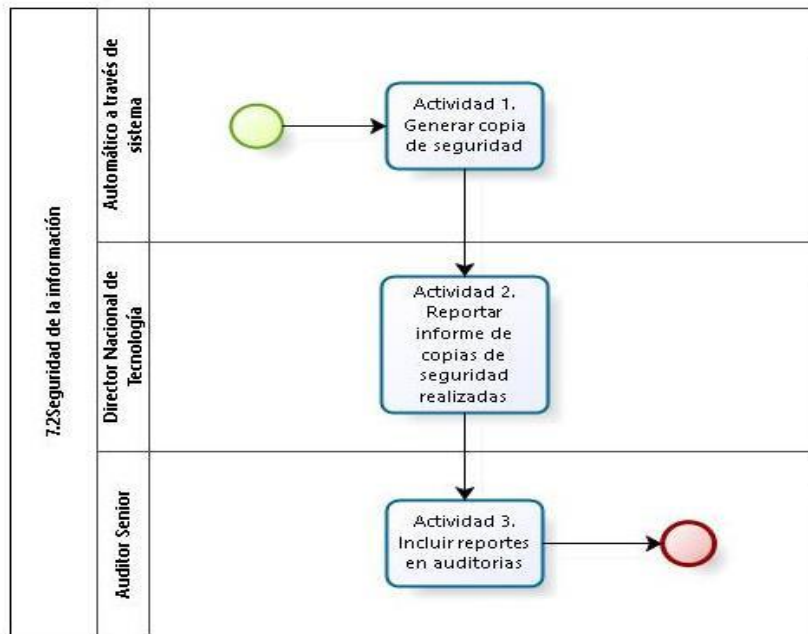 7.2Seguridad de la información
Automático a través de
sistema
Actividad 1.
Generar copia
de seguridad
Director Nacional de
Tecnología
Actividad 2.
Reportar
informe de
copias de
seguridad
realizadas
Auditor Senior
Actividad 3.
Incluir reportes
en auditorias